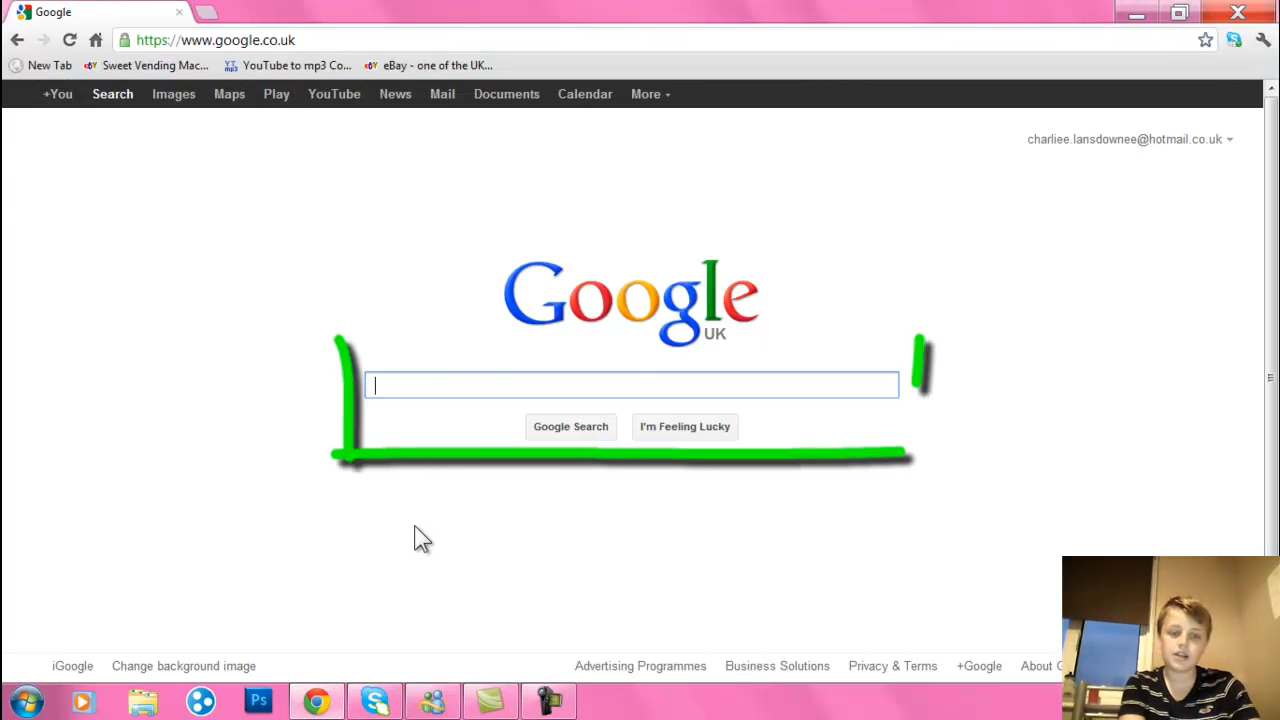 Google
https://www.google.co.uk
New Tab Sweet Vending Mac... YouTube to mp3 Co... eBay - one of the UK...
+You Search Images Maps Play YouTube News Mail Documents Calendar More
charliee.lansdownee@hotmail.co.uk
Google
UK
Google Search I'm Feeling Lucky
iGoogle Change background image Advertising Programmes Business Solutions Privacy & Terms +Google About
Ps